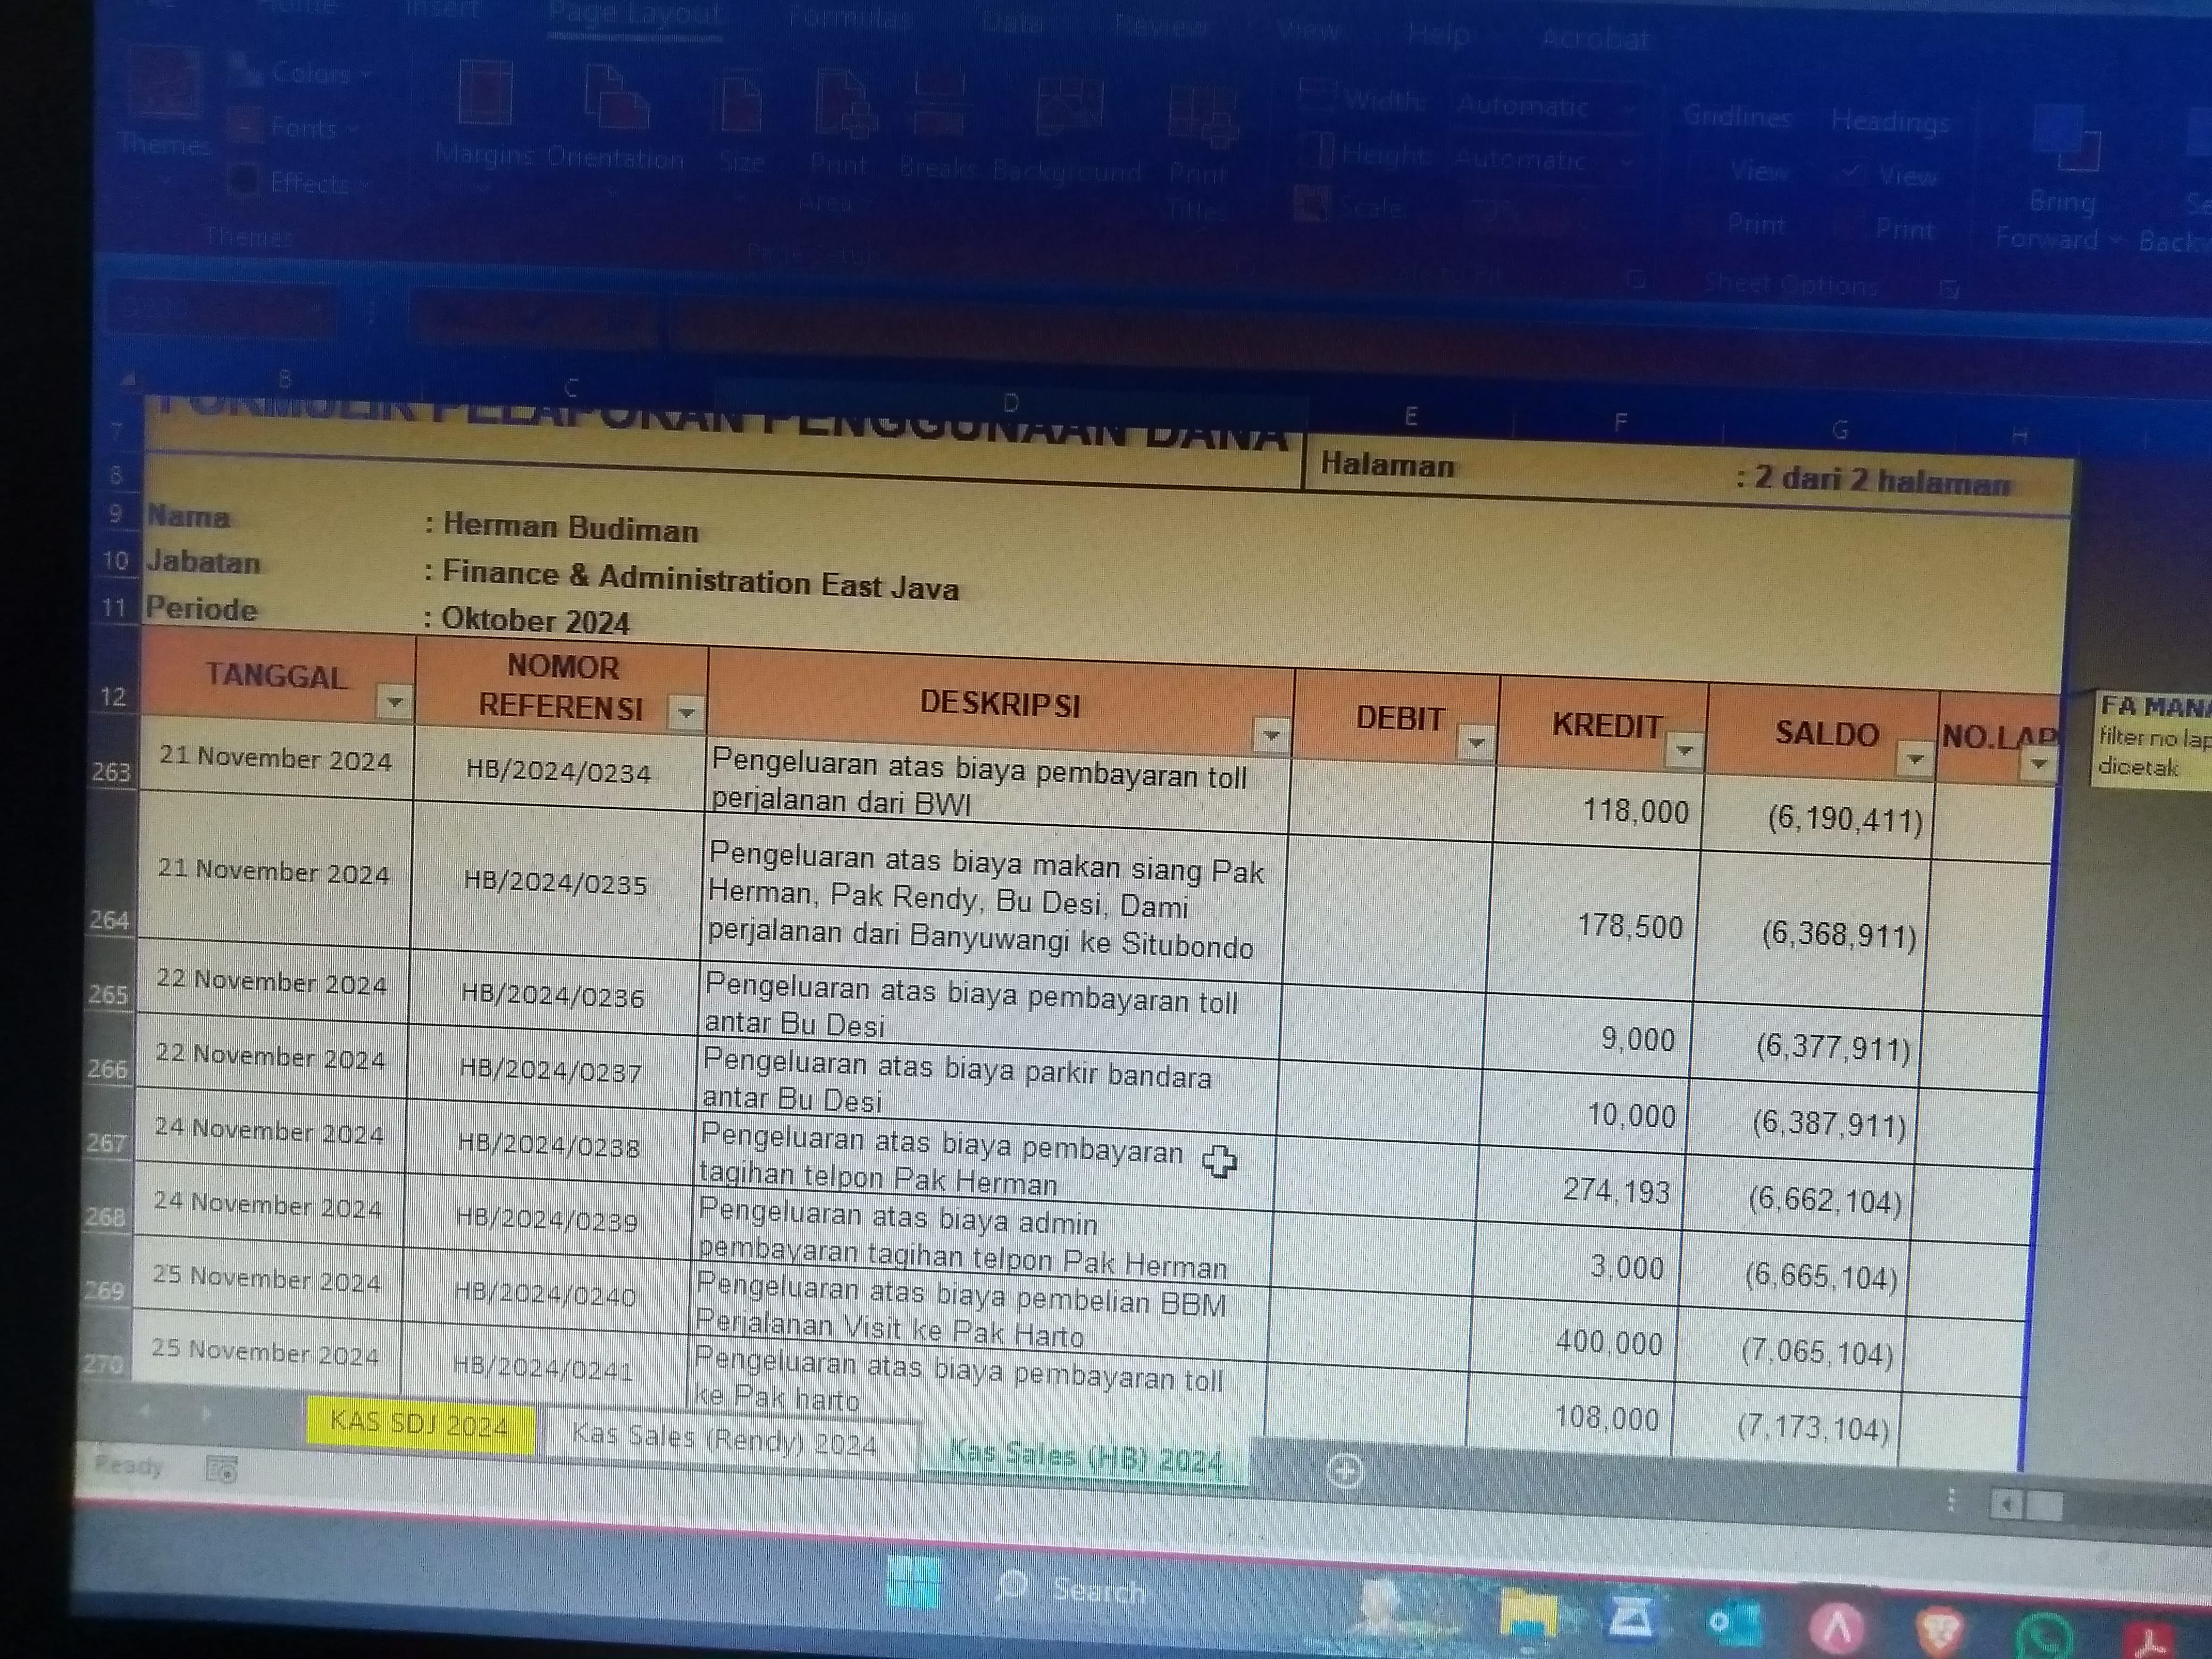 Home Insert Page Layout Formulas Data Review View Help Acrobat
Themes
Colors
Fonts
Effects
Themes
Margins
Orientation
Size
Print
Area
Breaks
Background
Print
Titles
Width:
Automatic
Height:
Automatic
Scale:
Gridlines
View
Print
Headings
View
Print
Sheet Options
Bring
Forward
B C D E F G H
7
FORMULIR PELAPORAN PENGGUNAAN DANA
Halaman : 2 dari 2 halaman
8
9 Nama : Herman Budiman
10 Jabatan : Finance & Administration East Java
11 Periode : Oktober 2024
12 TANGGAL NOMOR REFERENSI DESKRIPSI DEBIT KREDIT SALDO NO.LAP
FA MANA
filter no lap
dicetak
263 21 November 2024 HB/2024/0234 Pengeluaran atas biaya pembayaran toll
perjalanan dari BWI 118,000 (6,190,411)
264 21 November 2024 HB/2024/0235 Pengeluaran atas biaya makan siang Pak
Herman, Pak Rendy, Bu Desi, Dami
perjalanan dari Banyuwangi ke Situbondo 178,500 (6,368,911)
265 22 November 2024 HB/2024/0236 Pengeluaran atas biaya pembayaran toll
antar Bu Desi 9,000 (6,377,911)
266 22 November 2024 HB/2024/0237 Pengeluaran atas biaya parkir bandara
antar Bu Desi 10,000 (6,387,911)
267 24 November 2024 HB/2024/0238 Pengeluaran atas biaya pembayaran
tagihan telpon Pak Herman 274,193 (6,662,104)
268 24 November 2024 HB/2024/0239 Pengeluaran atas biaya admin
pembayaran tagihan telpon Pak Herman 3,000 (6,665,104)
269 25 November 2024 HB/2024/0240 Pengeluaran atas biaya pembelian BBM
Perjalanan Visit ke Pak Harto 400,000 (7,065,104)
270 25 November 2024 HB/2024/0241 Pengeluaran atas biaya pembayaran toll
ke Pak harto 108,000 (7,173,104)
KAS SDJ 2024 Kas Sales (Rendy) 2024 Kas Sales (HB) 2024
Ready
Search